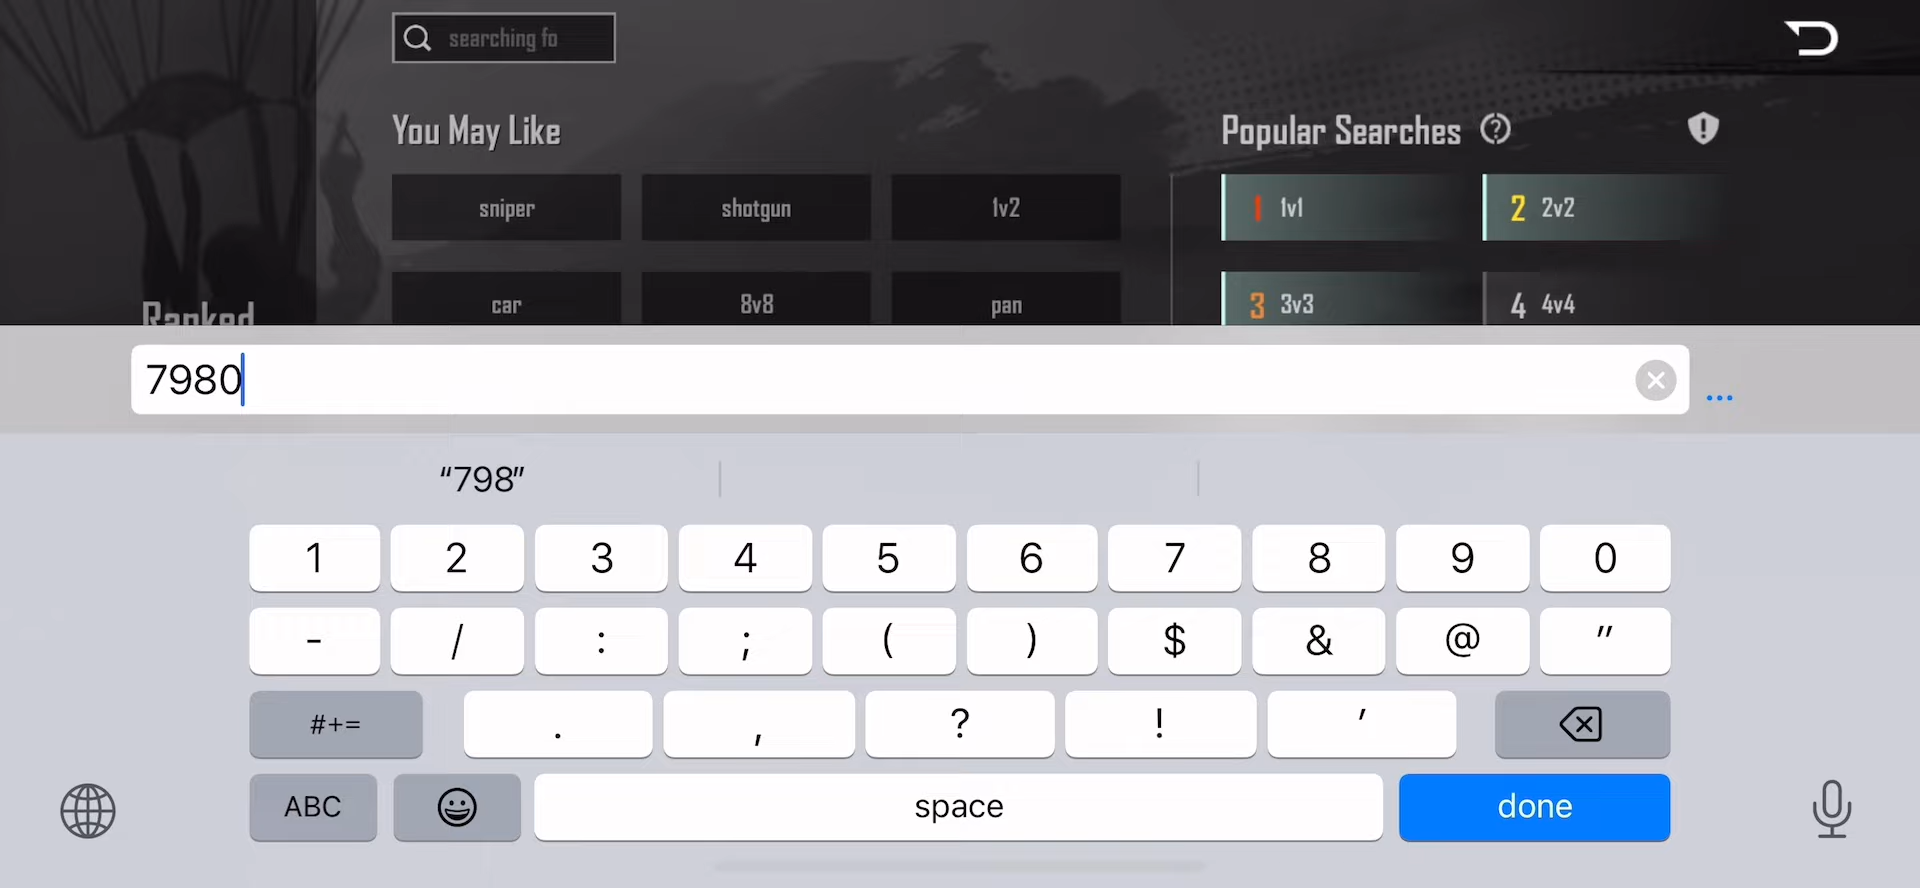 searching fo
You May Like
Popular Searches
sniper
shotgun
1v2
1 1v1
2 2v2
car
8v8
pan
3 3v3
4 4v4
Ranked
7980
...
“798”
1 2 3 4 5 6 7 8 9 0
- / : ; ( ) $ & @ "
#+= . , ? ! '
ABC space done